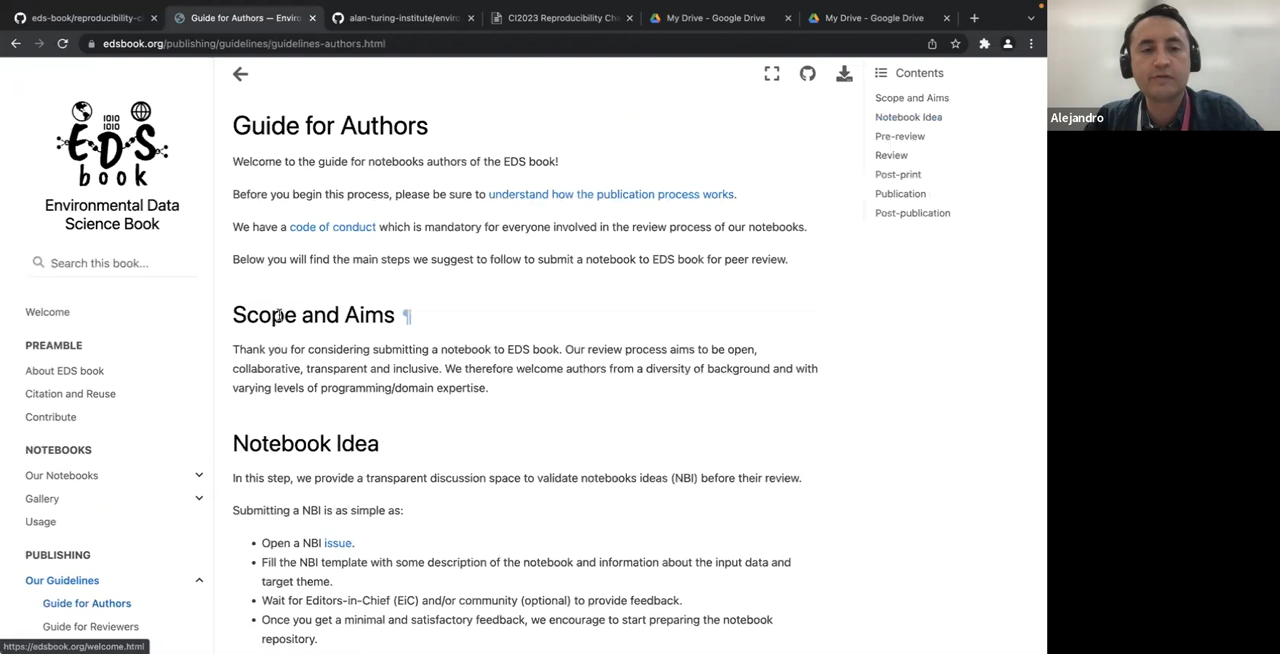 eds-book/reproducibility-c
Guide for Authors — Enviro
alan-turing-institute/enviro
CI2023 Reproducibility Ch
My Drive - Google Drive
My Drive - Google Drive
edsbook.org/publishing/guidelines/guidelines-authors.html
Alejandro
1010
1010
EDS
book
Environmental Data
Science Book
Search this book...
Welcome
PREAMBLE
About EDS book
Citation and Reuse
Contribute
NOTEBOOKS
Our Notebooks
Gallery
Usage
PUBLISHING
Our Guidelines
Guide for Authors
Guide for Reviewers
https://edsbook.org/welcome.html
Guide for Authors
Welcome to the guide for notebooks authors of the EDS book!
Before you begin this process, please be sure to understand how the publication process works.
We have a code of conduct which is mandatory for everyone involved in the review process of our notebooks.
Below you will find the main steps we suggest to follow to submit a notebook to EDS book for peer review.
Scope and Aims ¶
Thank you for considering submitting a notebook to EDS book. Our review process aims to be open,
collaborative, transparent and inclusive. We therefore welcome authors from a diversity of background and with
varying levels of programming/domain expertise.
Notebook Idea
In this step, we provide a transparent discussion space to validate notebooks ideas (NBI) before their review.
Submitting a NBI is as simple as:
• Open a NBI issue.
• Fill the NBI template with some description of the notebook and information about the input data and
target theme.
• Wait for Editors-in-Chief (EiC) and/or community (optional) to provide feedback.
• Once you get a minimal and satisfactory feedback, we encourage to start preparing the notebook
repository.
Contents
Scope and Aims
Notebook Idea
Pre-review
Review
Post-print
Publication
Post-publication